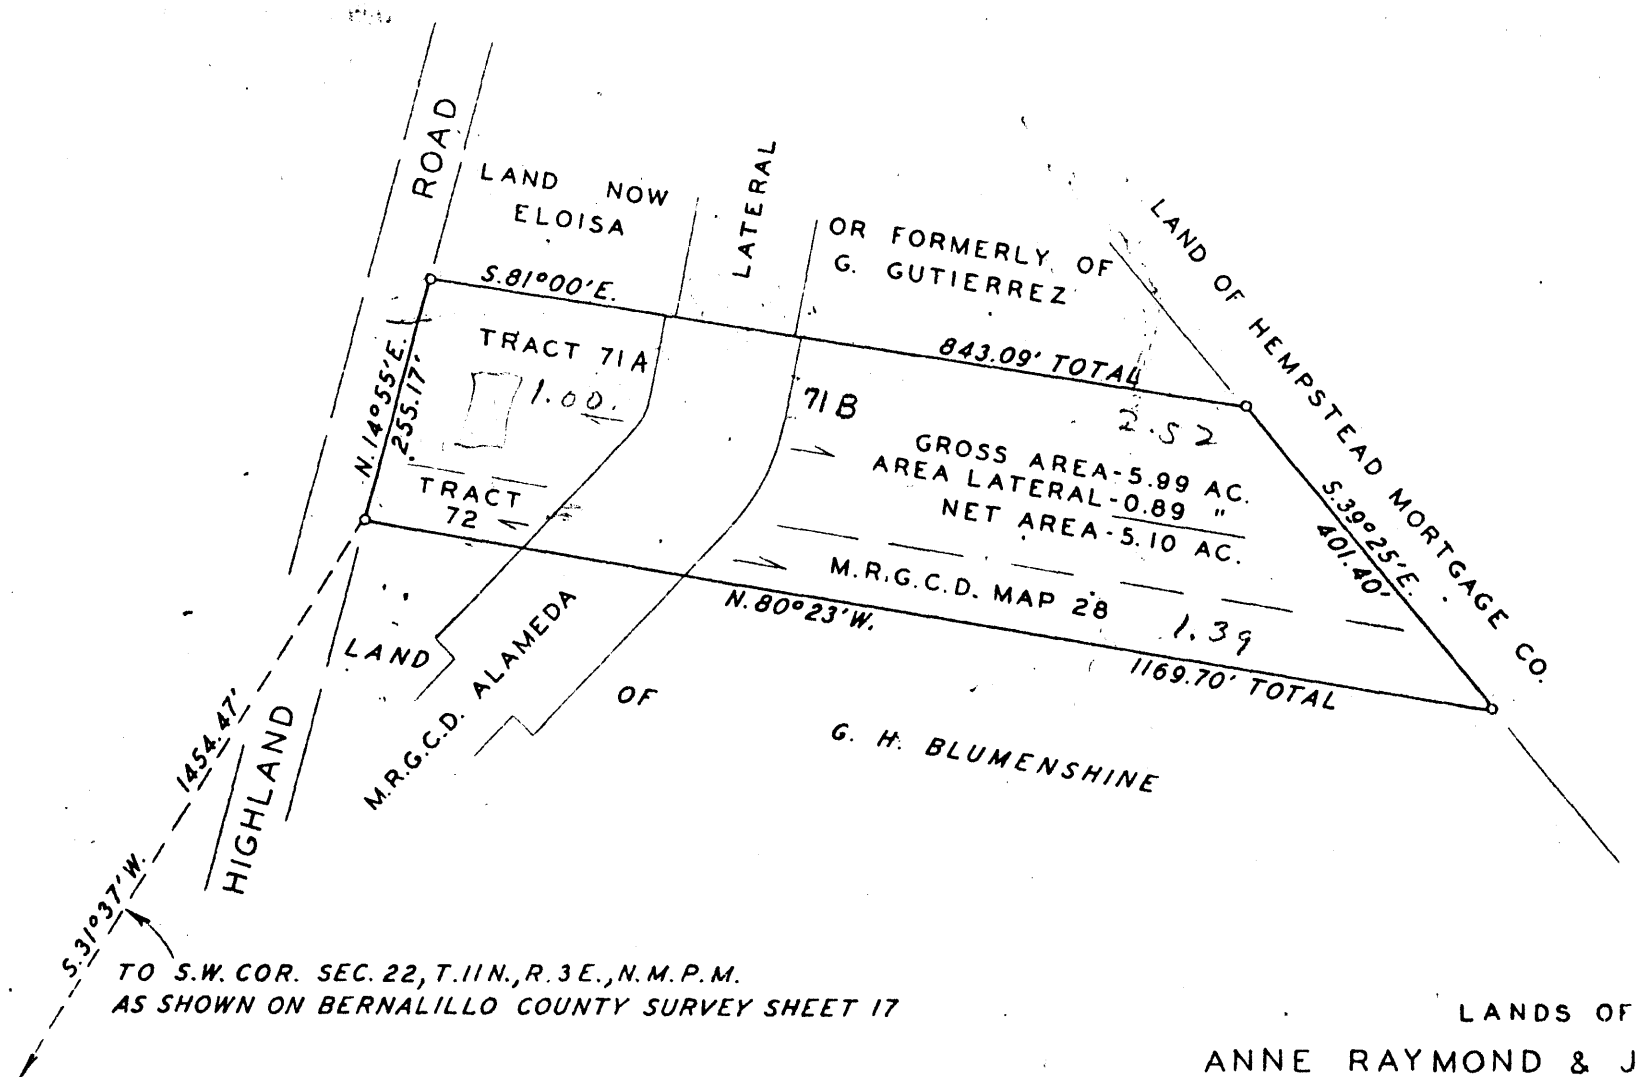 ROAD
LAND NOW
ELOISA
LATERAL
OR FORMERLY OF
G. GUTIERREZ
LAND OF HEMPSTEAD MORTGAGE CO.
S.81°00'E.
843.09' TOTAL
TRACT 71A
1.00
71B
2.52
N.14°55'E.
255.17'
GROSS AREA-5.99 AC.
AREA LATERAL-0.89 "
NET AREA-5.10 AC.
S.39°25'E.
401.40'
TRACT
72
M.R.G.C.D. MAP 28
1.39
N.80°23'W.
1169.70' TOTAL
LAND
OF
G. H. BLUMENSHINE
M.R.G.C.D. ALAMEDA
HIGHLAND
1454.47'
S.31°37'W.
TO S.W. COR. SEC. 22, T.11N., R.3E., N.M.P.M.
AS SHOWN ON BERNALILLO COUNTY SURVEY SHEET 17
LANDS OF
ANNE RAYMOND & J